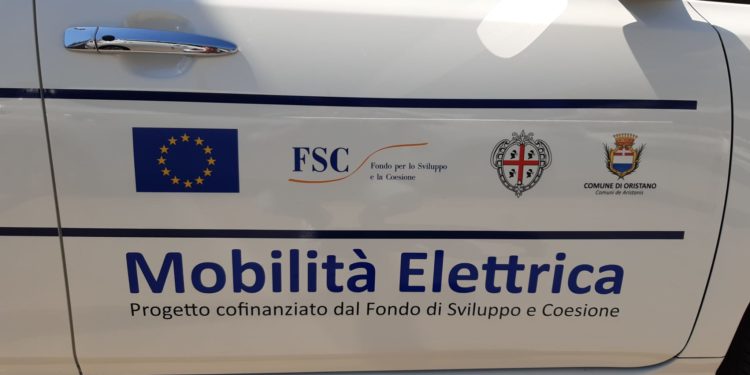 FSC
Fondo per lo Sviluppo
e la Coesione
COMUNE DI ORISTANO
Comuni de Aristanis
Mobilità Elettrica
Progetto cofinanziato dal Fondo di Sviluppo e Coesione